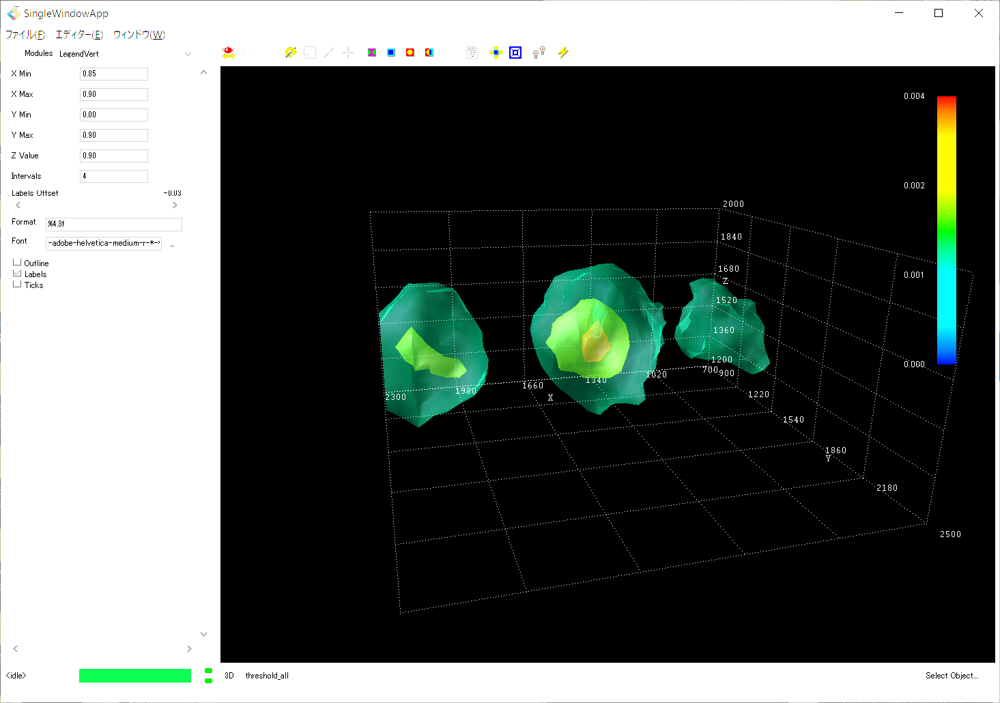 SingleWindowApp
ファイル(F) エディター(E) ウィンドウ(W)
Modules LegendVert
X Min 0.85
X Max 0.90
Y Min 0.00
Y Max 0.90
Z Value 0.90
Intervals 4
Labels Offset -0.03
Format %4.3f
Font -adobe-helvetica-medium-r-*-> ...
Outline
Labels
Ticks
0.004
0.002
0.001
0.000
2000
1840
1680
Z
1520
1360
1200
700
900
1020
1340
1660
1980
2300
X
1220
1540
1860
Y
2180
2500
<idle>
3D threshold_all
Select Object...